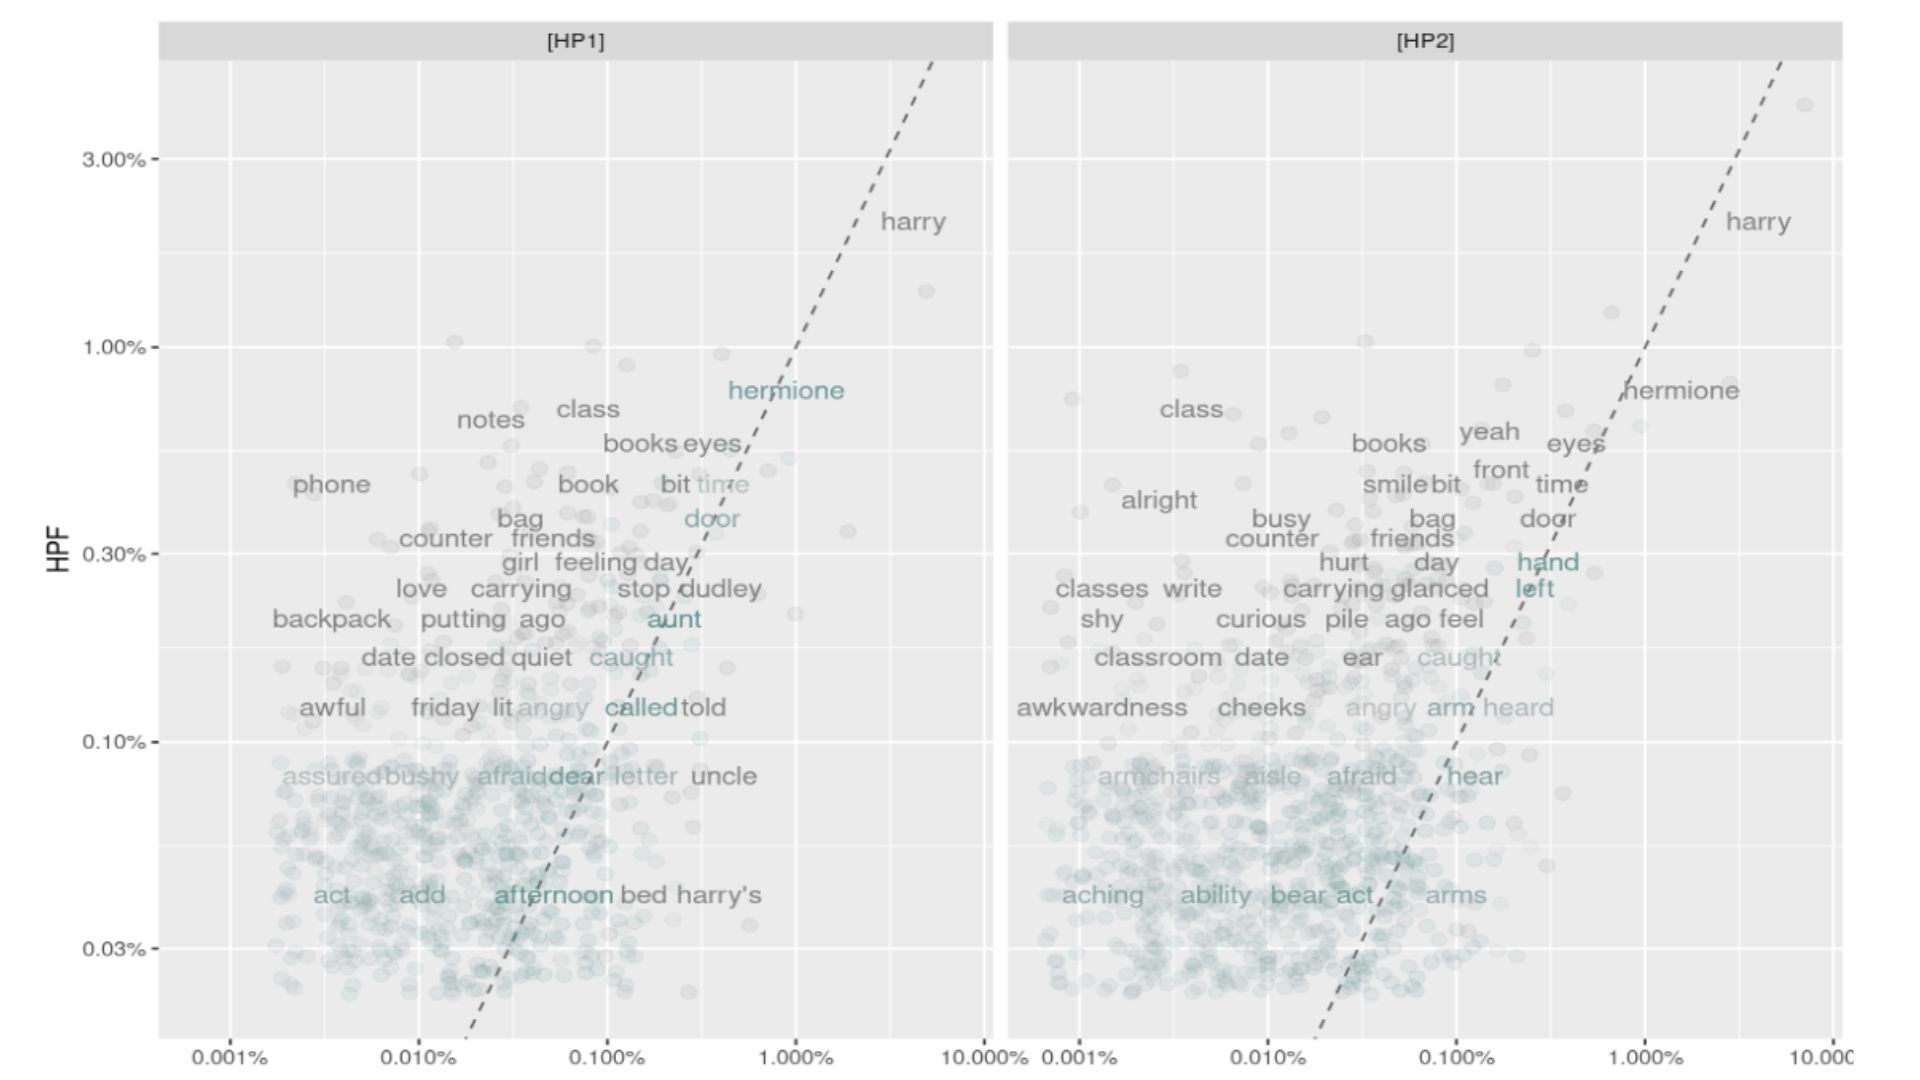 [HP1] [HP2]
3.00%
harry harry
1.00%
hermione hermione
class class
notes yeah
books eyes books eyes
front
phone book bit time smile bit time
alright
bag door busy bag door
counter friends counter friends
HPF
0.30%
girl feeling day hurt day hand
love carrying stop dudley classes write carrying glanced left
backpack putting ago aunt shy curious pile ago feel
date closed quiet caught classroom date ear caught
awful friday lit angry called told awkwardness cheeks angry arm heard
0.10%
assured bushy afraid dear letter uncle armchairs aisle afraid hear
act add afternoon bed harry's aching ability bear act arms
0.03%
0.001% 0.010% 0.100% 1.000% 10.000% 0.001% 0.010% 0.100% 1.000% 10.000